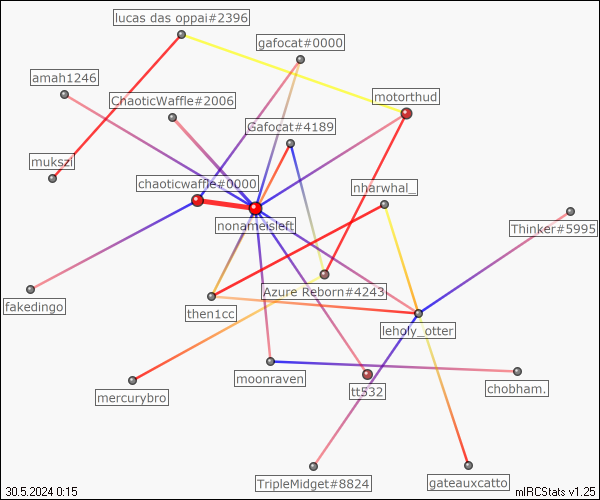 lucas das oppai#2396
gafocat#0000
amah1246
motorthud
ChaoticWaffle#2006
Gafocat#4189
mukszi
chaoticwaffle#0000
nharwhal_
nonameisleft
Thinker#5995
Azure Reborn#4243
fakedingo
then1cc
leholy_otter
moonraven
tt532
chobham.
mercurybro
TripleMidget#8824
gateauxcatto
30.5.2024 0:15
mIRCStats v1.25